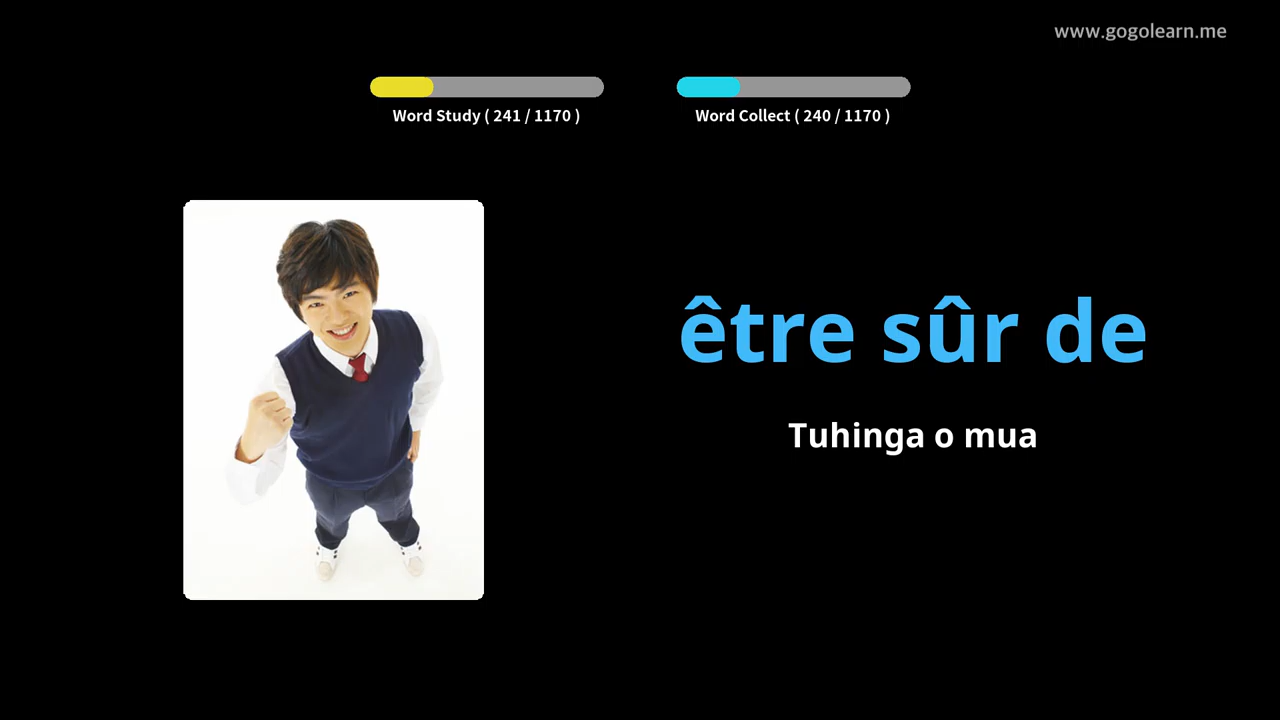 www.gogolearn.me
Word Study ( 241 / 1170 )
Word Collect ( 240 / 1170 )
être sûr de
Tuhinga o mua